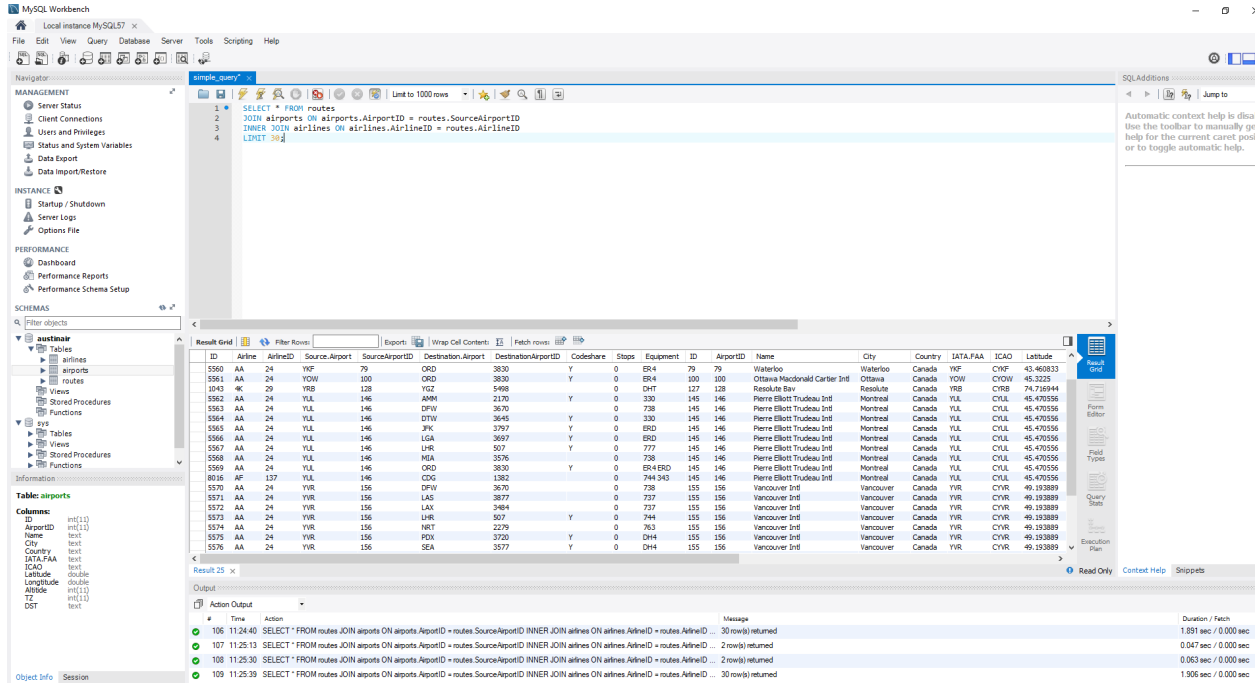 MySQL Workbench
Local instance MySQL57 ×
File Edit View Query Database Server Tools Scripting Help
Navigator
MANAGEMENT
Server Status
Client Connections
Users and Privileges
Status and System Variables
Data Export
Data Import/Restore
INSTANCE
Startup / Shutdown
Server Logs
Options File
PERFORMANCE
Dashboard
Performance Reports
Performance Schema Setup
SCHEMAS
Filter objects
austinair
Tables
airlines
airports
routes
Views
Stored Procedures
Functions
sys
Tables
Views
Stored Procedures
Functions
Information
Table: airports
Columns:
ID int(11)
AirportID int(11)
Name text
City text
Country text
IATA.FAA text
ICAO text
Latitude double
Longtitude double
Altitide int(11)
TZ int(11)
DST text
Object Info Session
simple_query* ×
Limit to 1000 rows
1 SELECT * FROM routes
2 JOIN airports ON airports.AirportID = routes.SourceAirportID
3 INNER JOIN airlines ON airlines.AirlineID = routes.AirlineID
4 LIMIT 30;
Result Grid Filter Rows: Export: Wrap Cell Content: Fetch rows:
ID Airline AirlineID Source.Airport SourceAirportID Destination.Airport DestinationAirportID Codeshare Stops Equipment ID AirportID Name City Country IATA.FAA ICAO Latitude
5560 AA 24 YKF 79 ORD 3830 Y 0 ER4 79 79 Waterloo Waterloo Canada YKF CYKF 43.460833
5561 AA 24 YOW 100 ORD 3830 Y 0 ER4 100 100 Ottawa Macdonald Cartier Intl Ottawa Canada YOW CYOW 45.3225
1043 4K 29 YRB 128 YGZ 5498 0 DHT 127 128 Resolute Bay Resolute Canada YRB CYRB 74.716944
5562 AA 24 YUL 146 AMM 2170 Y 0 330 145 146 Pierre Elliott Trudeau Intl Montreal Canada YUL CYUL 45.470556
5563 AA 24 YUL 146 DFW 3670 0 738 145 146 Pierre Elliott Trudeau Intl Montreal Canada YUL CYUL 45.470556
5564 AA 24 YUL 146 DTW 3645 Y 0 330 145 146 Pierre Elliott Trudeau Intl Montreal Canada YUL CYUL 45.470556
5565 AA 24 YUL 146 JFK 3797 Y 0 ERD 145 146 Pierre Elliott Trudeau Intl Montreal Canada YUL CYUL 45.470556
5566 AA 24 YUL 146 LGA 3697 Y 0 ERD 145 146 Pierre Elliott Trudeau Intl Montreal Canada YUL CYUL 45.470556
5567 AA 24 YUL 146 LHR 507 Y 0 777 145 146 Pierre Elliott Trudeau Intl Montreal Canada YUL CYUL 45.470556
5568 AA 24 YUL 146 MIA 3576 0 738 145 146 Pierre Elliott Trudeau Intl Montreal Canada YUL CYUL 45.470556
5569 AA 24 YUL 146 ORD 3830 Y 0 ER4 ERD 145 146 Pierre Elliott Trudeau Intl Montreal Canada YUL CYUL 45.470556
8016 AF 137 YUL 146 CDG 1382 0 744 343 145 146 Pierre Elliott Trudeau Intl Montreal Canada YUL CYUL 45.470556
5570 AA 24 YVR 156 DFW 3670 0 738 155 156 Vancouver Intl Vancouver Canada YVR CYVR 49.193889
5571 AA 24 YVR 156 LAS 3877 0 737 155 156 Vancouver Intl Vancouver Canada YVR CYVR 49.193889
5572 AA 24 YVR 156 LAX 3484 0 737 155 156 Vancouver Intl Vancouver Canada YVR CYVR 49.193889
5573 AA 24 YVR 156 LHR 507 Y 0 744 155 156 Vancouver Intl Vancouver Canada YVR CYVR 49.193889
5574 AA 24 YVR 156 NRT 2279 0 763 155 156 Vancouver Intl Vancouver Canada YVR CYVR 49.193889
5575 AA 24 YVR 156 PDX 3720 Y 0 DH4 155 156 Vancouver Intl Vancouver Canada YVR CYVR 49.193889
5576 AA 24 YVR 156 SEA 3577 Y 0 DH4 155 156 Vancouver Intl Vancouver Canada YVR CYVR 49.193889
Result Grid
Form Editor
Field Types
Query Stats
Execution Plan
Result 25 ×
Read Only
Output
Action Output
# Time Action Message Duration / Fetch
106 11:24:40 SELECT * FROM routes JOIN airports ON airports.AirportID = routes.SourceAirportID INNER JOIN airlines ON airlines.AirlineID = routes.AirlineID ... 30 row(s) returned 1.891 sec / 0.000 sec
107 11:25:13 SELECT * FROM routes JOIN airports ON airports.AirportID = routes.SourceAirportID INNER JOIN airlines ON airlines.AirlineID = routes.AirlineID ... 2 row(s) returned 0.047 sec / 0.000 sec
108 11:25:30 SELECT * FROM routes JOIN airports ON airports.AirportID = routes.SourceAirportID INNER JOIN airlines ON airlines.AirlineID = routes.AirlineID ... 2 row(s) returned 0.063 sec / 0.000 sec
109 11:25:39 SELECT * FROM routes JOIN airports ON airports.AirportID = routes.SourceAirportID INNER JOIN airlines ON airlines.AirlineID = routes.AirlineID ... 30 row(s) returned 1.906 sec / 0.000 sec
SQLAdditions
Jump to
Automatic context help is disa
Use the toolbar to manually ge
help for the current caret posi
or to toggle automatic help.
Context Help Snippets